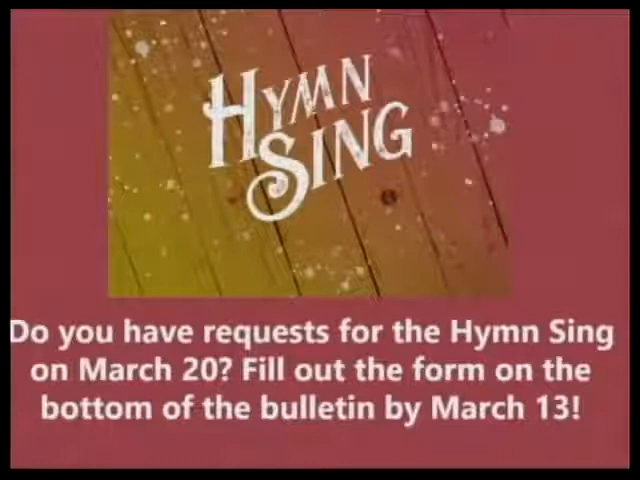 HYMN
SING
Do you have requests for the Hymn Sing
on March 20? Fill out the form on the
bottom of the bulletin by March 13!